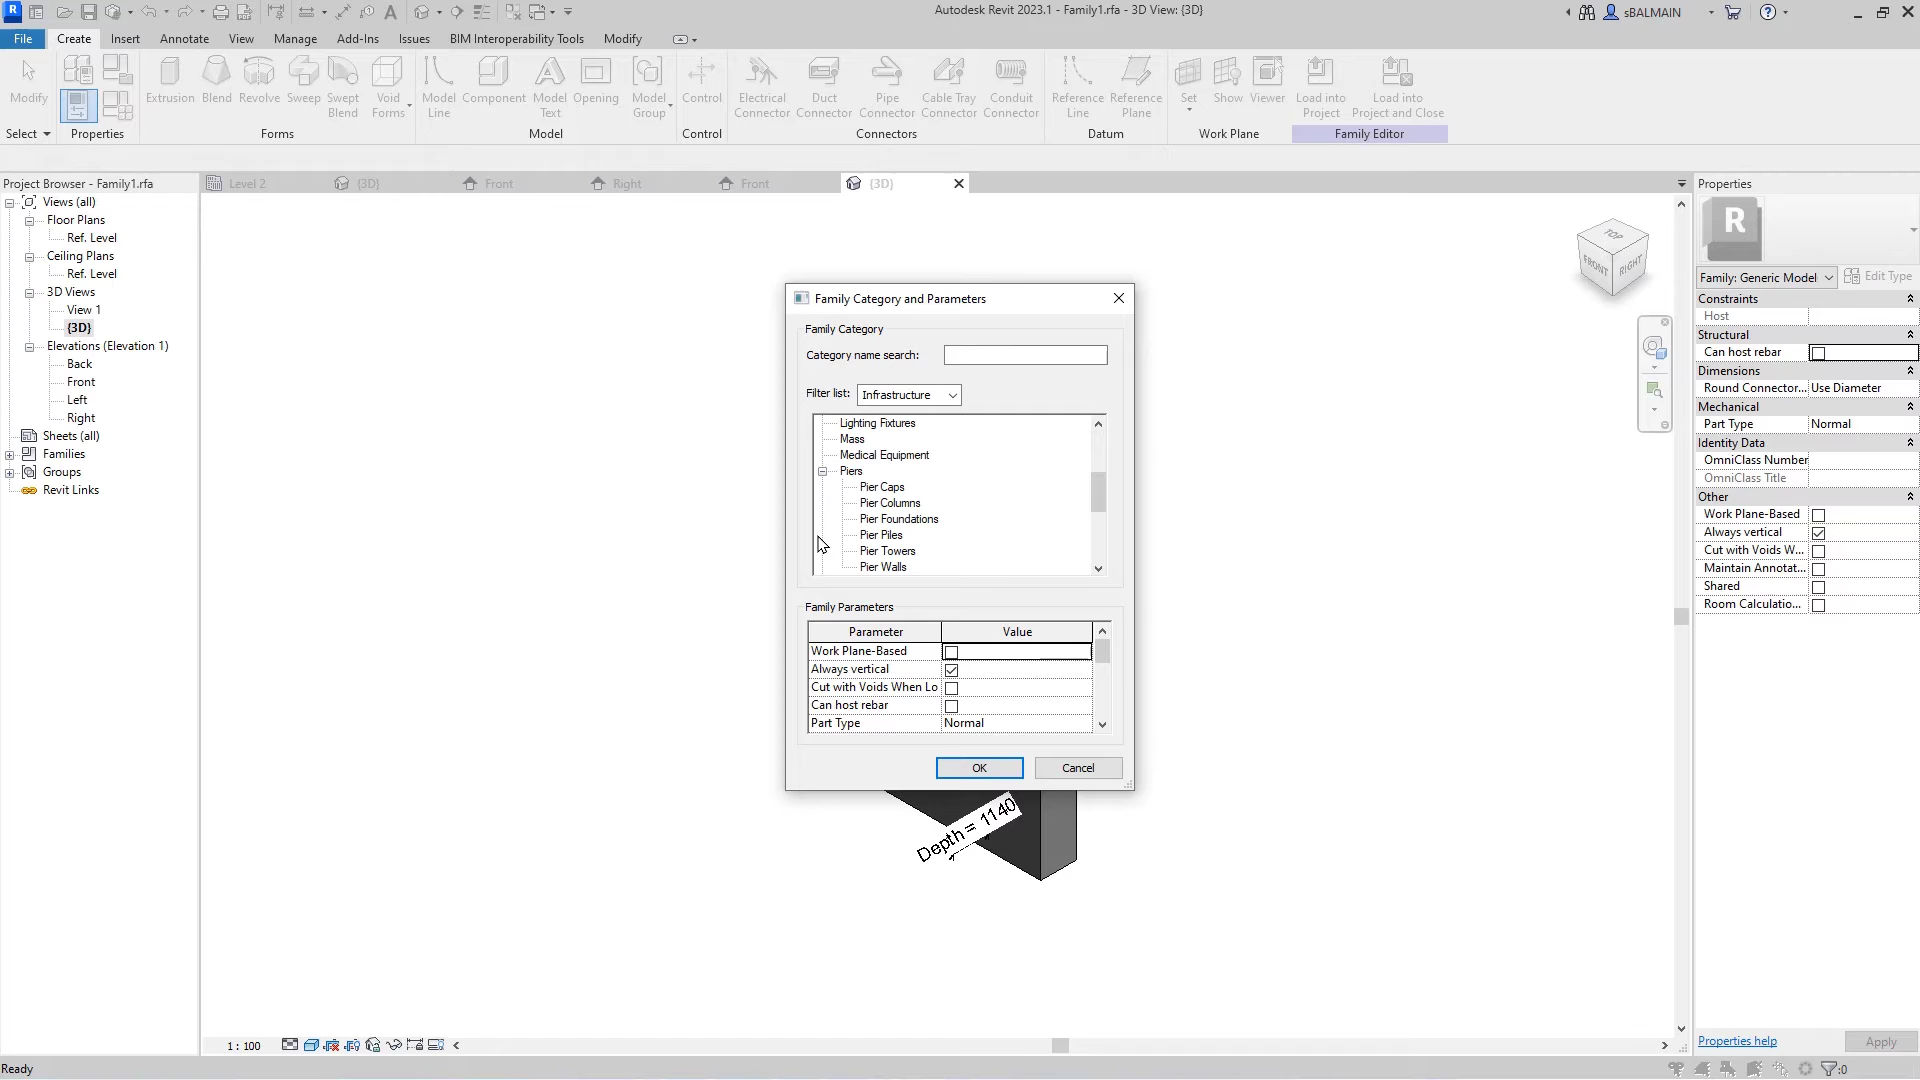 Autodesk Revit 2023.1 - Family1.rfa - 3D View: {3D}
sBALMAIN
File Create Insert Annotate View Manage Add-Ins Issues BIM Interoperability Tools Modify
Modify
Extrusion Blend Revolve Sweep Swept Blend Void Forms
Model Line Component Model Text Opening Model Group
Control
Electrical Connector Duct Connector Pipe Connector Cable Tray Connector Conduit Connector
Reference Line Reference Plane
Set Show Viewer
Load into Project Load into Project and Close
Select Properties Forms Model Control Connectors Datum Work Plane Family Editor
Project Browser - Family1.rfa
Level 2 {3D} Front Right Front {3D}
Views (all)
Floor Plans
Ref. Level
Ceiling Plans
Ref. Level
3D Views
View 1
{3D}
Elevations (Elevation 1)
Back
Front
Left
Right
Sheets (all)
Families
Groups
Revit Links
TOP
FRONT RIGHT
Family Category and Parameters
Family Category
Category name search:
Filter list: Infrastructure
Lighting Fixtures
Mass
Medical Equipment
Piers
Pier Caps
Pier Columns
Pier Foundations
Pier Piles
Pier Towers
Pier Walls
Family Parameters
Parameter Value
Work Plane-Based
Always vertical
Cut with Voids When Lo
Can host rebar
Part Type Normal
OK Cancel
Depth = 1140
Properties
R
Family: Generic Model Edit Type
Constraints
Host
Structural
Can host rebar
Dimensions
Round Connector... Use Diameter
Mechanical
Part Type Normal
Identity Data
OmniClass Number
OmniClass Title
Other
Work Plane-Based
Always vertical
Cut with Voids W...
Maintain Annotat...
Shared
Room Calculatio...
Properties help Apply
1 : 100
Ready
:0